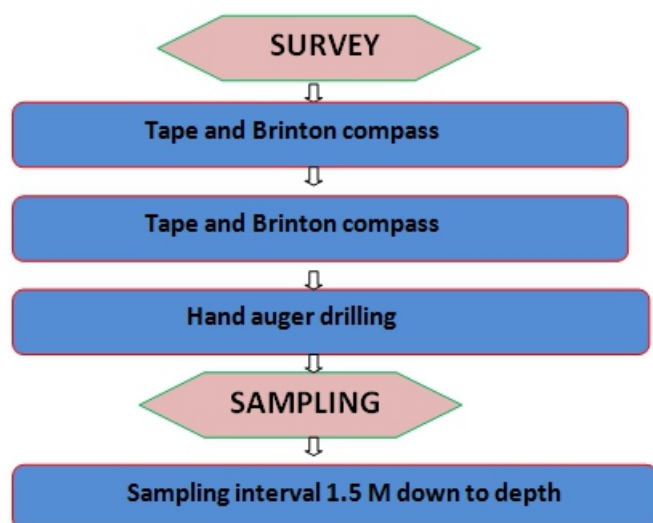 SURVEY
Tape and Brinton compass
Tape and Brinton compass
Hand auger drilling
SAMPLING
Sampling interval 1.5 M down to depth